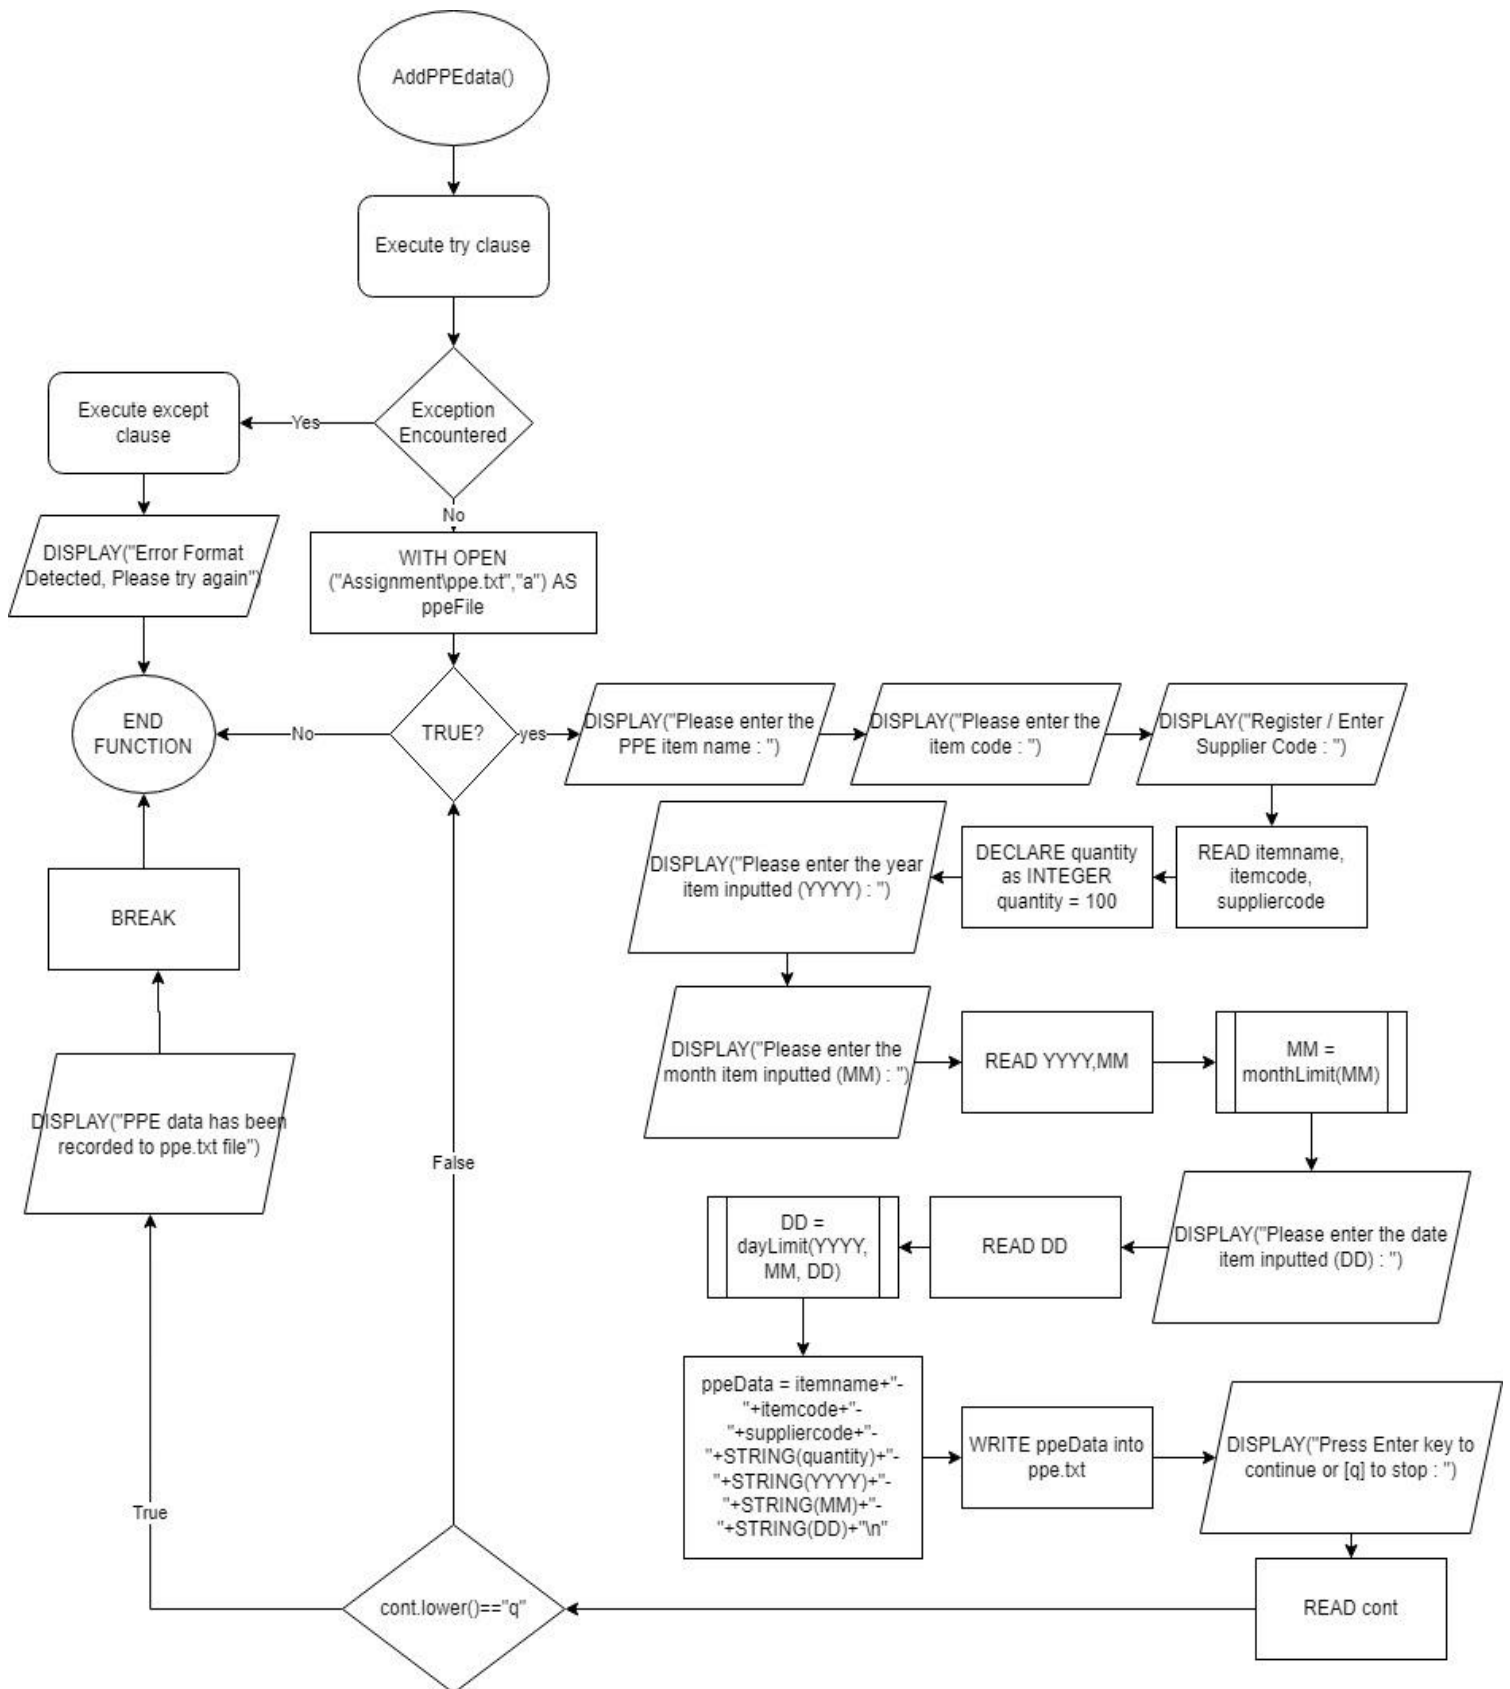 AddPPEdata()
Execute try clause
Exception
Encountered
Yes
Execute except
clause
DISPLAY("Error Format
Detected, Please try again")
No
WITH OPEN
("Assignment\ppe.txt","a") AS
ppeFile
TRUE?
No
END
FUNCTION
yes
DISPLAY("Please enter the
PPE item name : ")
DISPLAY("Please enter the
item code : ")
DISPLAY("Register / Enter
Supplier Code : ")
READ itemname,
itemcode,
suppliercode
DECLARE quantity
as INTEGER
quantity = 100
DISPLAY("Please enter the year
item inputted (YYYY) : ")
DISPLAY("Please enter the
month item inputted (MM) : ")
READ YYYY,MM
MM =
monthLimit(MM)
DISPLAY("Please enter the date
item inputted (DD) : ")
READ DD
DD =
dayLimit(YYYY,
MM, DD)
ppeData = itemname+"-
"+itemcode+"-
"+suppliercode+"-
"+STRING(quantity)+"-
"+STRING(YYYY)+"-
"+STRING(MM)+"-
"+STRING(DD)+"\n"
WRITE ppeData into
ppe.txt
DISPLAY("Press Enter key to
continue or [q] to stop : ")
READ cont
cont.lower()=="q"
False
True
DISPLAY("PPE data has been
recorded to ppe.txt file")
BREAK